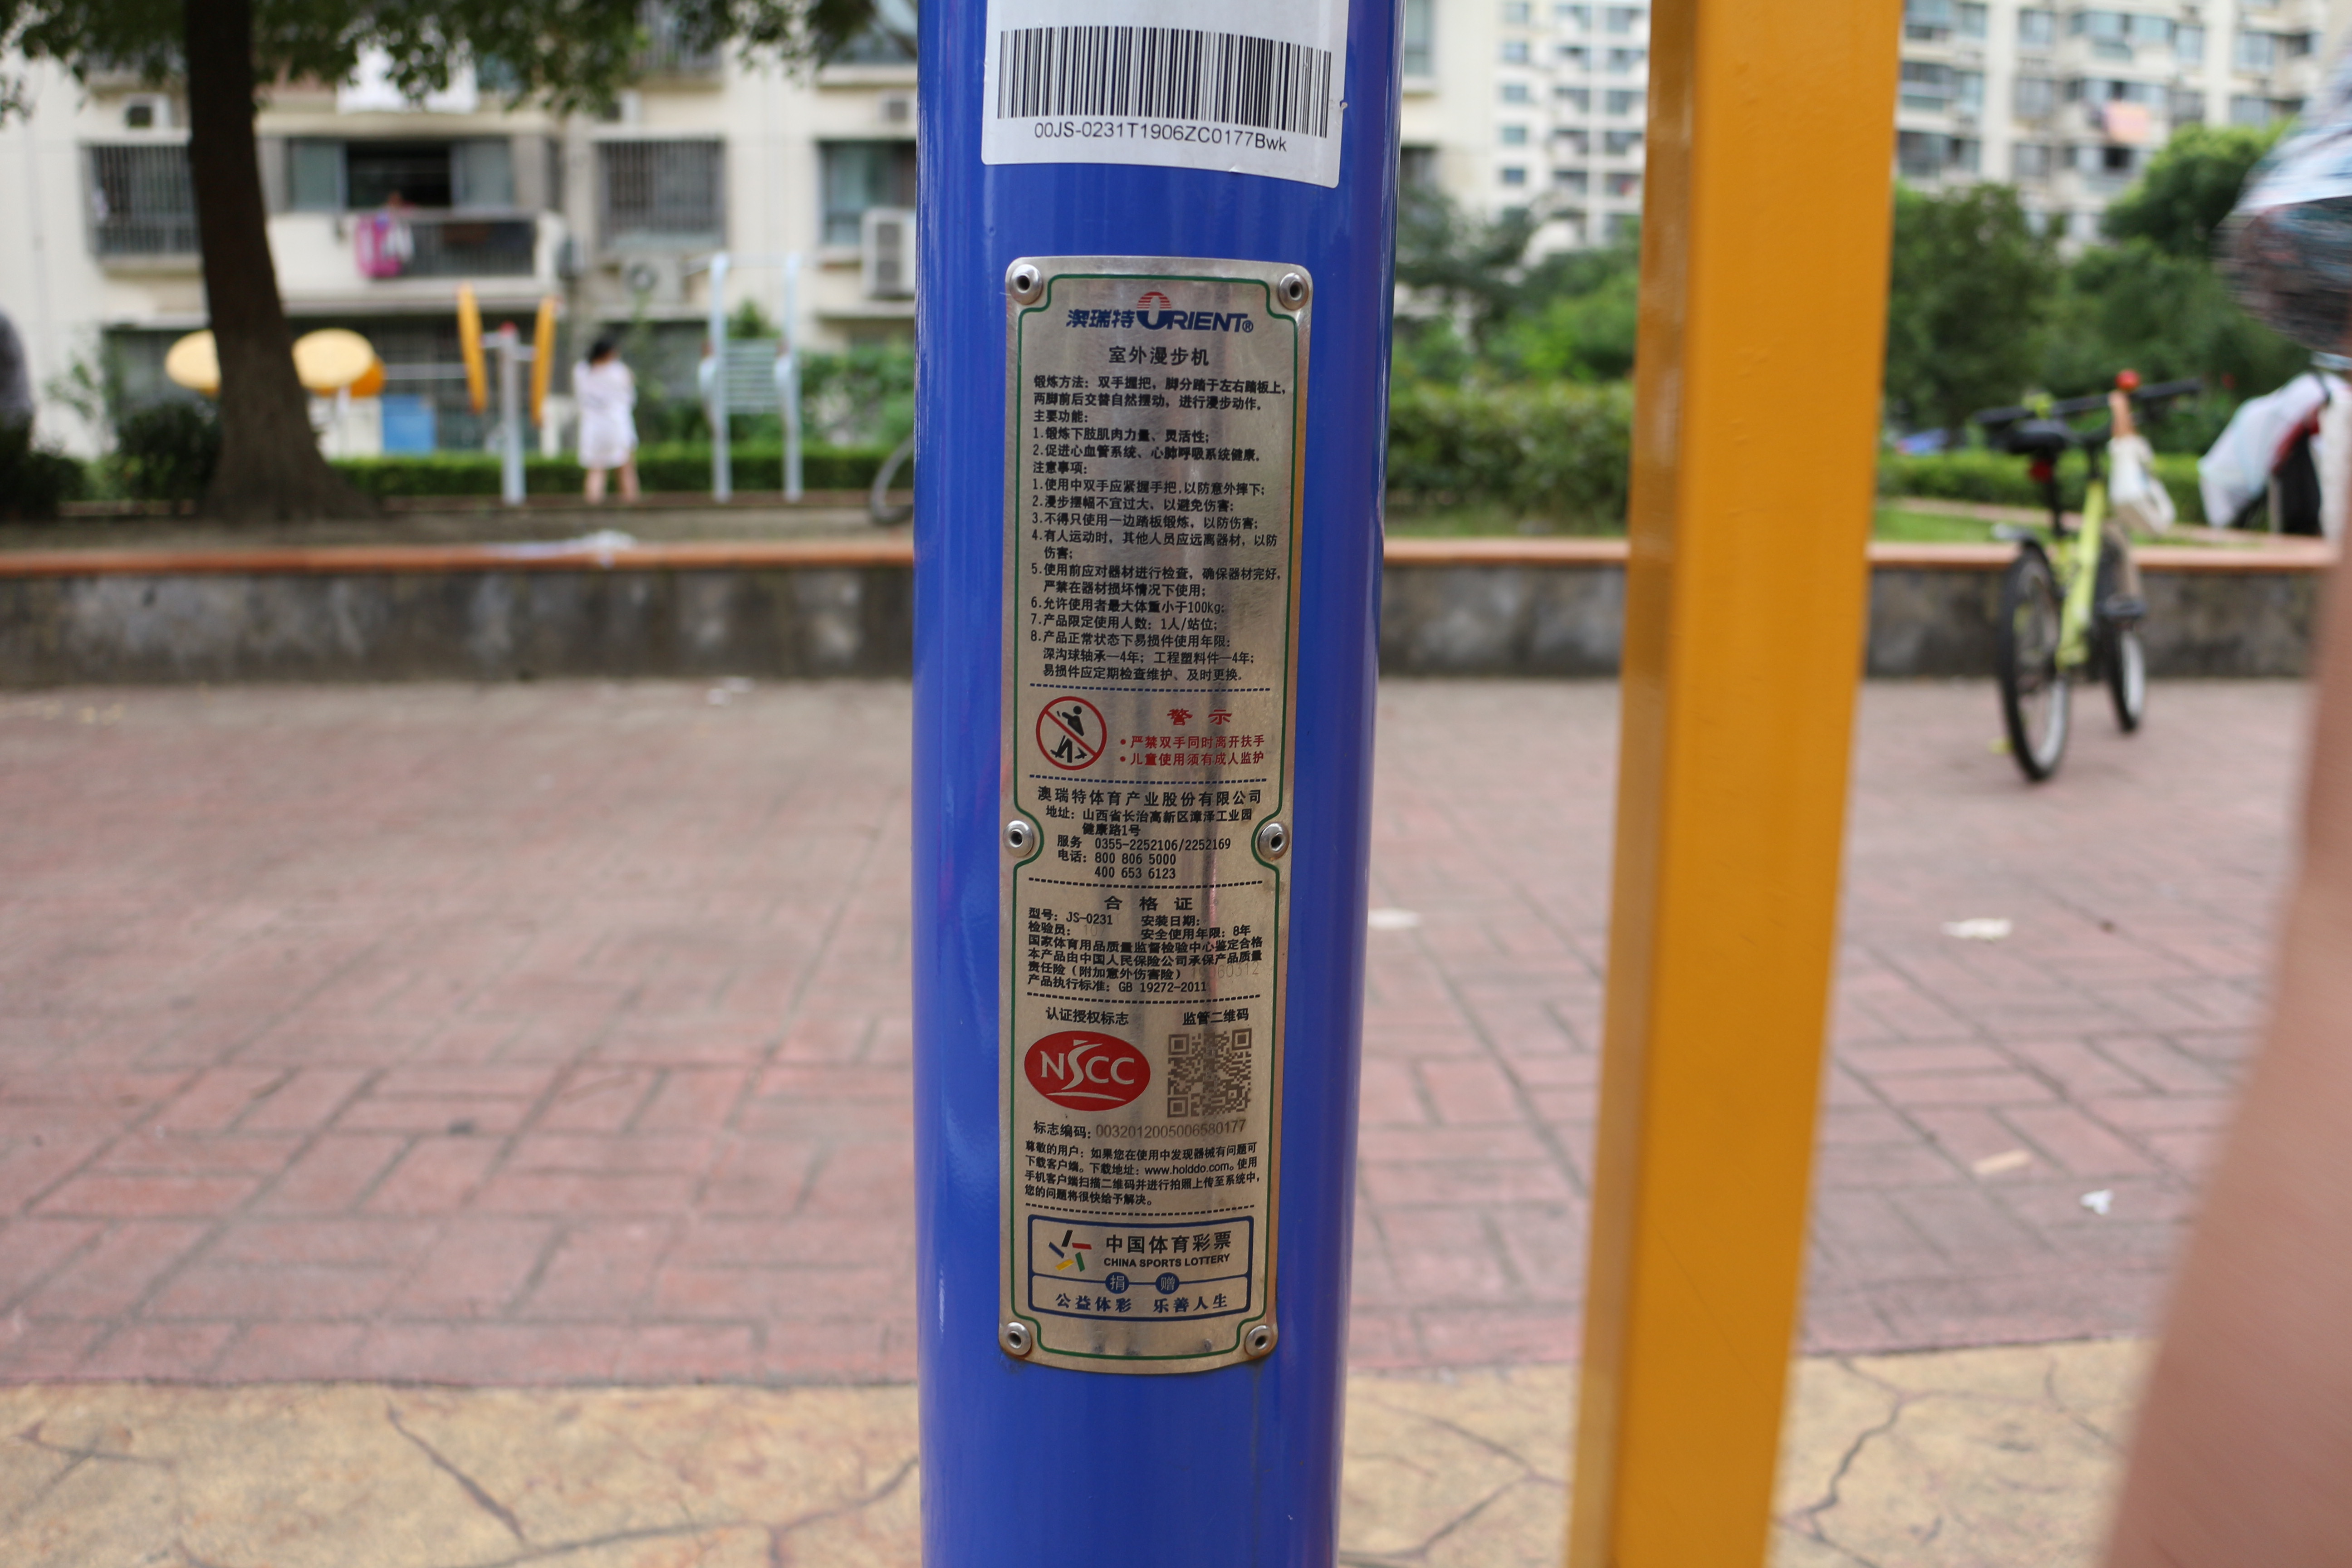 00JS-0231T1906ZC0177Bwk
澳瑞特 ORIENT®
室外漫步机
锻炼方法：双手握把，脚分踏于左右踏板上，
两脚前后交替自然摆动，进行漫步动作。
主要功能：
1.锻炼下肢肌肉力量、灵活性；
2.促进心血管系统、心肺呼吸系统健康。
注意事项：
1.使用中双手应紧握手把，以防意外摔下；
2.漫步摆幅不宜过大，以避免伤害；
3.不得只使用一边踏板锻炼，以防伤害；
4.有人运动时，其他人员应远离器材，以防
伤害；
5.使用前应对器材进行检查，确保器材完好，
严禁在器材损坏情况下使用；
6.允许使用者最大体重小于100kg；
7.产品限定使用人数：1人/站位；
8.产品正常状态下易损件使用年限：
深沟球轴承—4年；工程塑料件—4年；
易损件应定期检查维护、及时更换。
警 示
•严禁双手同时离开扶手
•儿童使用须有成人监护
澳瑞特体育产业股份有限公司
地址：山西省长治高新区漳泽工业园
健康路1号
服务 0355-2252106/2252169
电话：800 806 5000
400 653 6123
合 格 证
型号：JS-0231 安装日期：
检验员： 安全使用年限：8年
国家体育用品质量监督检验中心鉴定合格
本产品由中国人民保险公司承保产品质量
责任险（附加意外伤害险）
产品执行标准：GB 19272-2011
认证授权标志 监管二维码
NSCC
标志编码：0032012005006580177
尊敬的用户：如果您在使用中发现器械有问题可
下载客户端。下载地址：www.holddo.com。使用
手机客户端扫描二维码并进行拍照上传至系统中，
您的问题将很快给予解决。
中国体育彩票
CHINA SPORTS LOTTERY
捐 赠
公益体彩 乐善人生